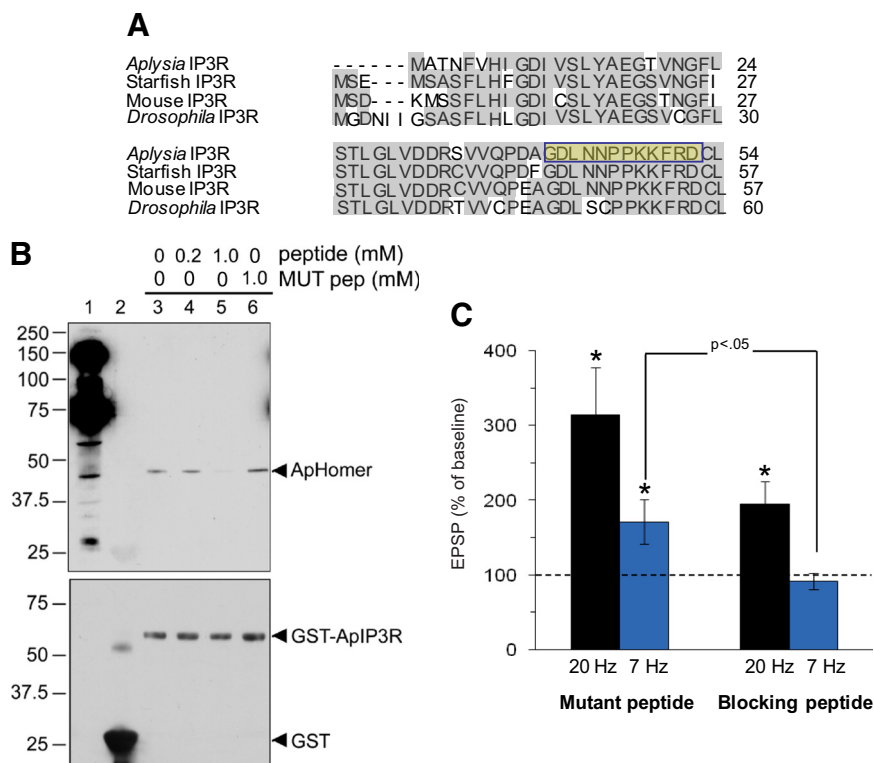 A
Aplysia IP3R - - - - - - MATNFVHIGDIVSLYAEGTVNGFL 24
Starfish IP3R MSE- - - MSASFLHFGDIVSLYAEGSVNGFI 27
Mouse IP3R MSD- - - KMSSFLHIGDICSLYAEGSTNGFI 27
Drosophila IP3R MGDNIIGSASFLHLGDIVSLYAEGSVCGFL 30
Aplysia IP3R STLGLVDDRSVVQPDAGDLNNPPKKFRDCL 54
Starfish IP3R STLGLVDDRCVVQPDFGDLNNPPKKFRDCL 57
Mouse IP3R STLGLVDDRCVVQPEAGDLNNPPKKFRDCL 57
Drosophila IP3R STLGLVDDRTVVCPEAGDLSCPPKKFRDCL 60
B
0 0.2 1.0 0 peptide (mM)
0 0 0 1.0 MUT pep (mM)
1 2 3 4 5 6
250
150
100
75
50
37.5
25
ApHomer
75
50
37.5
25
GST-ApIP3R
GST
C
EPSP (% of baseline)
400
300
200
100
0
p<.05
* * *
20 Hz 7 Hz 20 Hz 7 Hz
Mutant peptide Blocking peptide